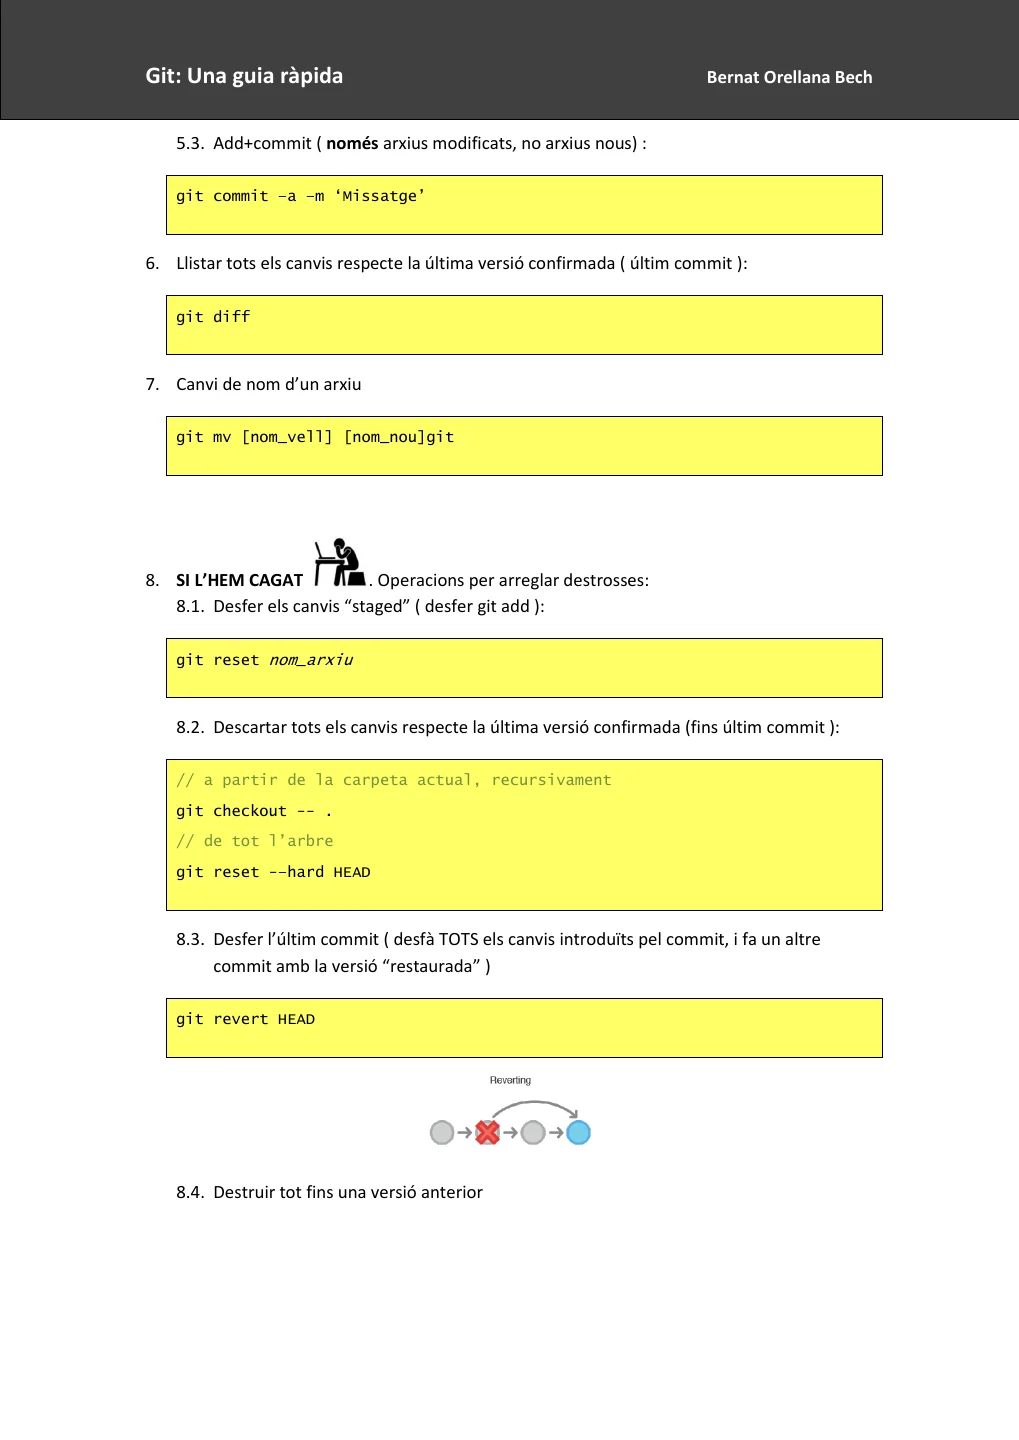 Git: Una guia ràpida
Bernat Orellana Bech
5.3. Add+commit ( només arxius modificats, no arxius nous) :
git commit –a –m ‘Missatge’
6. Llistar tots els canvis respecte la última versió confirmada ( últim commit ):
git diff
7. Canvi de nom d’un arxiu
git mv [nom_vell] [nom_nou]git
8. SI L’HEM CAGAT . Operacions per arreglar destrosses:
8.1. Desfer els canvis “staged” ( desfer git add ):
git reset nom_arxiu
8.2. Descartar tots els canvis respecte la última versió confirmada (fins últim commit ):
// a partir de la carpeta actual, recursivament
git checkout -- .
// de tot l’arbre
git reset -–hard HEAD
8.3. Desfer l’últim commit ( desfà TOTS els canvis introduïts pel commit, i fa un altre
commit amb la versió “restaurada” )
git revert HEAD
Reverting
8.4. Destruir tot fins una versió anterior